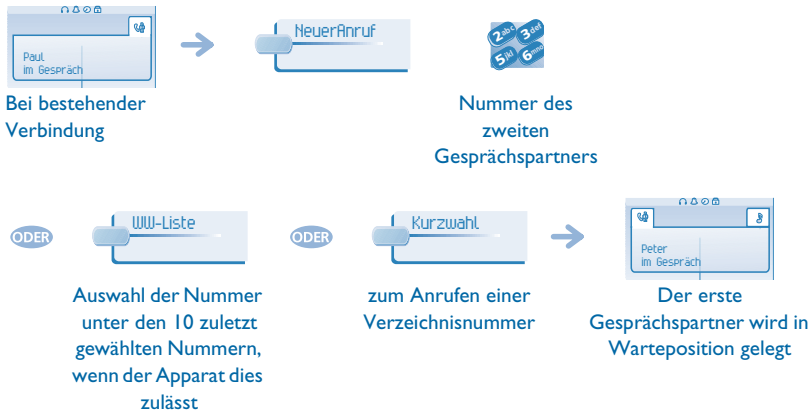 Paul
im Gespräch
NeuerAnruf
2abc 3def
5jkl 6mno
Bei bestehender
Verbindung
Nummer des
zweiten
Gesprächspartners
ODER
WW-Liste
ODER
Kurzwahl
Peter
im Gespräch
Auswahl der Nummer
unter den 10 zuletzt
gewählten Nummern,
wenn der Apparat dies
zulässt
zum Anrufen einer
Verzeichnisnummer
Der erste
Gesprächspartner wird in
Warteposition gelegt